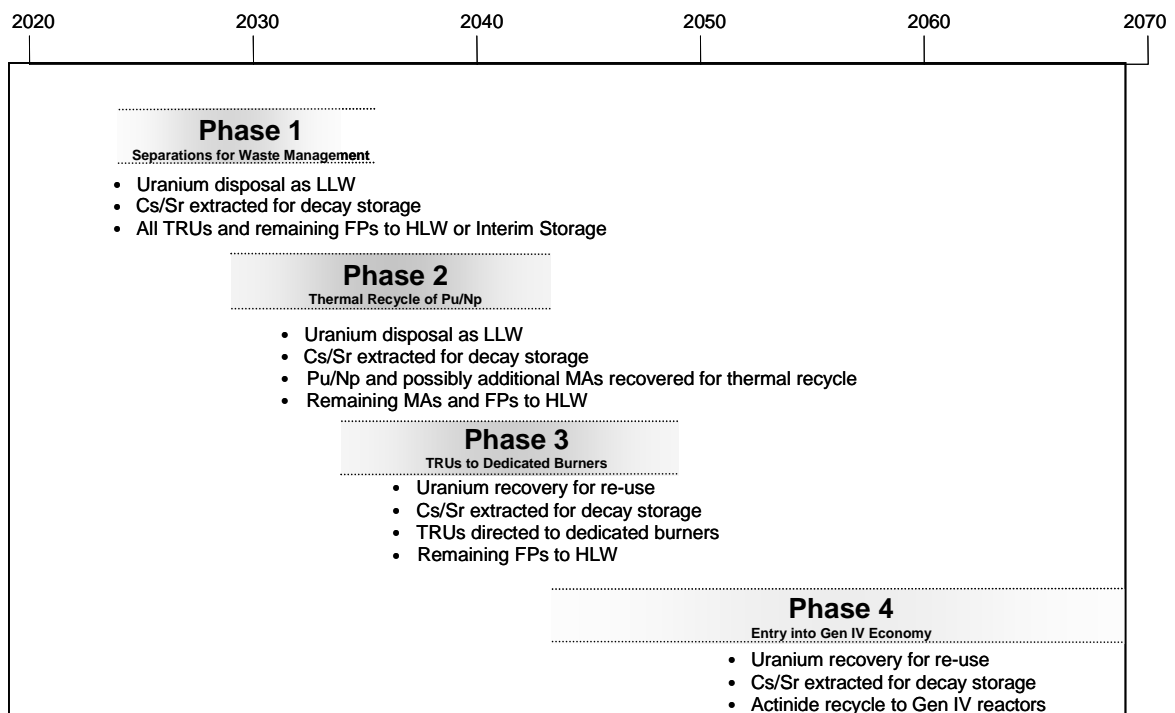 2020 2030 2040 2050 2060 2070
Phase 1
Separations for Waste Management
• Uranium disposal as LLW
• Cs/Sr extracted for decay storage
• All TRUs and remaining FPs to HLW or Interim Storage
Phase 2
Thermal Recycle of Pu/Np
• Uranium disposal as LLW
• Cs/Sr extracted for decay storage
• Pu/Np and possibly additional MAs recovered for thermal recycle
• Remaining MAs and FPs to HLW
Phase 3
TRUs to Dedicated Burners
• Uranium recovery for re-use
• Cs/Sr extracted for decay storage
• TRUs directed to dedicated burners
• Remaining FPs to HLW
Phase 4
Entry into Gen IV Economy
• Uranium recovery for re-use
• Cs/Sr extracted for decay storage
• Actinide recycle to Gen IV reactors